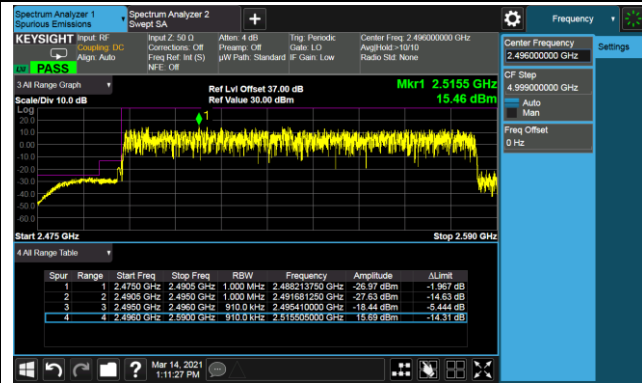 Spectrum Analyzer 1
Spurious Emissions
Spectrum Analyzer 2
Swept SA
Frequency
KEYSIGHT
Input: RF
Coupling: DC
Align: Auto
Input Z: 50 Ω
Corrections: Off
Freq Ref: Int (S)
NFE: Off
Atten: 4 dB
Preamp: Off
µW Path: Standard
Trig: Periodic
Gate: LO
IF Gain: Low
Center Freq: 2.496000000 GHz
Avg|Hold:>10/10
Radio Std: None
PASS
Center Frequency
2.496000000 GHz
Settings
CF Step
4.999000000 GHz
Auto
Man
Freq Offset
0 Hz
3 All Range Graph
Scale/Div 10.0 dB
Ref Lvl Offset 37.00 dB
Ref Value 30.00 dBm
Mkr1 2.5155 GHz
15.46 dBm
Log
20.0
10.0
0.00
-10.0
-20.0
-30.0
-40.0
-50.0
-60.0
1
Start 2.475 GHz
Stop 2.590 GHz
4 All Range Table
Spur Range Start Freq Stop Freq RBW Frequency Amplitude ΔLimit
1 1 2.4750 GHz 2.4905 GHz 1.000 MHz 2.488213750 GHz -26.97 dBm -1.967 dB
2 2 2.4905 GHz 2.4950 GHz 1.000 MHz 2.491681250 GHz -27.63 dBm -14.63 dB
3 3 2.4950 GHz 2.4960 GHz 910.0 kHz 2.495410000 GHz -18.44 dBm -5.444 dB
4 4 2.4960 GHz 2.5900 GHz 910.0 kHz 2.515505000 GHz 15.69 dBm -14.31 dB
Mar 14, 2021
1:11:27 PM